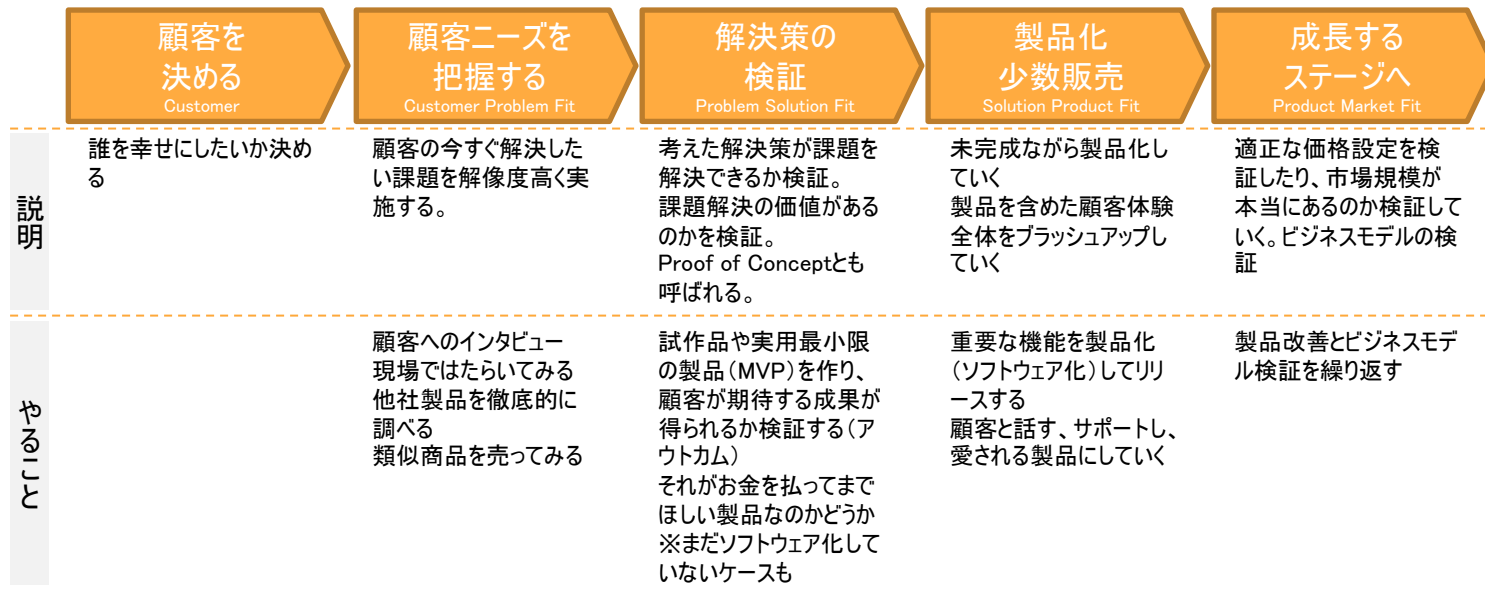 顧客を
決める
Customer
顧客ニーズを
把握する
Customer Problem Fit
解決策の
検証
Problem Solution Fit
製品化
少数販売
Solution Product Fit
成長する
ステージへ
Product Market Fit
説明
誰を幸せにしたいか決め
る
顧客の今すぐ解決した
い課題を解像度高く実
施する。
考えた解決策が課題を
解決できるか検証。
課題解決の価値がある
のかを検証。
Proof of Conceptとも
呼ばれる。
未完成ながら製品化し
ていく
製品を含めた顧客体験
全体をブラッシュアップし
ていく
適正な価格設定を検
証したり、市場規模が
本当にあるのか検証して
いく。ビジネスモデルの検
証
やること
顧客へのインタビュー
現場ではたらいてみる
他社製品を徹底的に
調べる
類似商品を売ってみる
試作品や実用最小限
の製品（MVP）を作り、
顧客が期待する成果が
得られるか検証する（ア
ウトカム）
それがお金を払ってまで
ほしい製品なのかどうか
※まだソフトウェア化して
いないケースも
重要な機能を製品化
（ソフトウェア化）してリリ
ースする
顧客と話す、サポートし、
愛される製品にしていく
製品改善とビジネスモデ
ル検証を繰り返す